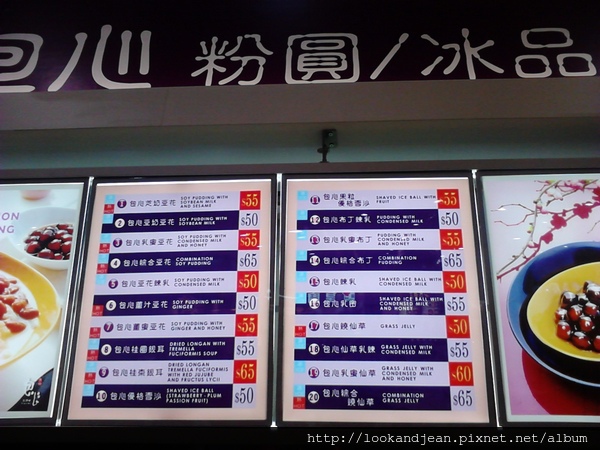 包心 粉圓/冰品
1 包心芝奶豆花 SOY PUDDING WITH SOYBEAN MILK AND SESAME $55
2 包心豆奶豆花 SOY PUDDING WITH SOYBEAN MILK $50
3 包心乳蜜豆花 SOY PUDDING WITH CONDENSED MILK AND HONEY $55
4 包心綜合豆花 COMBINATION SOY PUDDING $65
5 包心豆花煉乳 SOY PUDDING WITH CONDENSED MILK $50
6 包心薑汁豆花 SOY PUDDING WITH GINGER $50
7 包心薑蜜豆花 SOY PUDDING WITH GINGER AND HONEY $55
8 包心桂圓銀耳 DRIED LONGAN WITH TREMELLA FUCIFORMIS SOUP $55
9 包心桂棗銀耳 DRIED LONGAN WITH TREMELLA FUCIFORMIS WITH RED JUJUBE AND FRUCTUS LYCII $65
10 包心優格雪沙 SHAVED ICE BALL (STRAWBERRY - PLUM PASSION FRUIT) $50
11 包心果粒優格雪沙 SHAVED ICE BALL WITH FRUIT $55
12 包心布丁煉乳 PUDDING WITH CONDENSED MILK $50
13 包心乳蜜布丁 PUDDING WITH CONDENSED MILK AND HONEY $55
14 包心綜合布丁 COMBINATION PUDDING $65
15 包心煉乳 SHAVED ICE BALL WITH CONDENSED MILK $50
16 包心乳蜜 SHAVED ICE BALL WITH CONDENSED MILK AND HONEY $55
17 包心燒仙草 GRASS JELLY $50
18 包心仙草乳煉 GRASS JELLY WITH CONDENSED MILK $55
19 包心乳蜜仙草 GRASS JELLY WITH CONDENSED MILK AND HONEY $60
20 包心綜合燒仙草 COMBINATION GRASS JELLY $65
http://lookandjean.pixnet.net/album